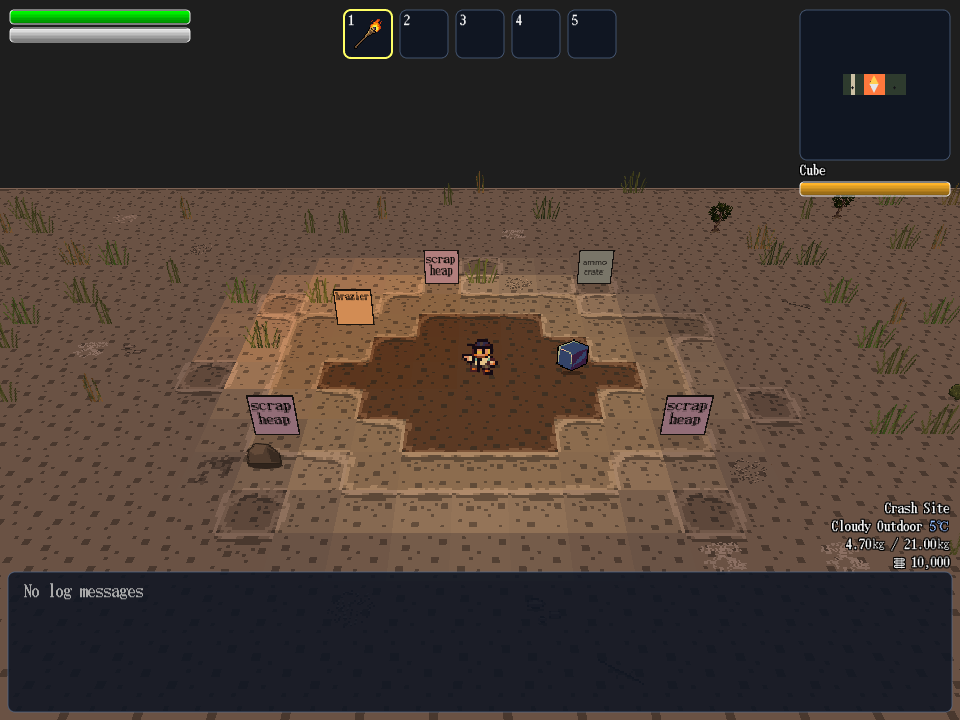 1
2
3
4
5
Cube
scrap
heap
ammo
crate
brazier
scrap
heap
scrap
heap
Crash Site
Cloudy Outdoor 5℃
4.70kg / 21.00kg
10,000
No log messages